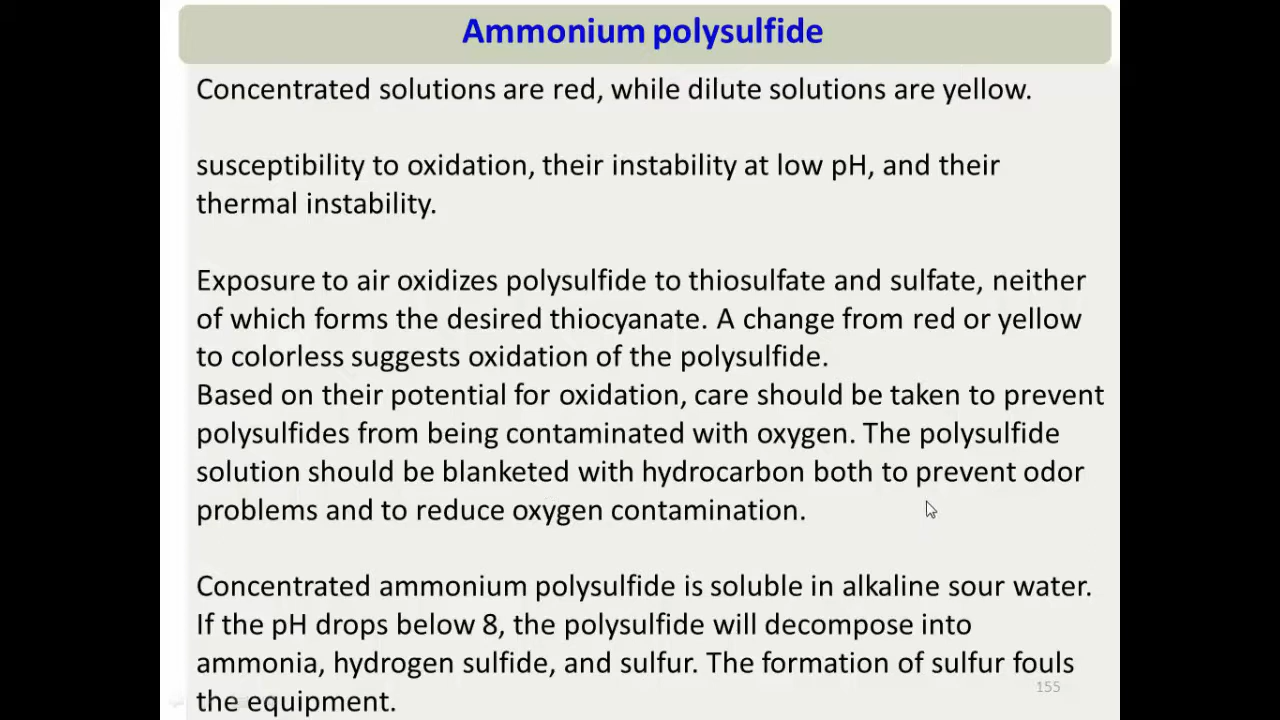 Ammonium polysulfide
Concentrated solutions are red, while dilute solutions are yellow.
susceptibility to oxidation, their instability at low pH, and their
thermal instability.
Exposure to air oxidizes polysulfide to thiosulfate and sulfate, neither
of which forms the desired thiocyanate. A change from red or yellow
to colorless suggests oxidation of the polysulfide.
Based on their potential for oxidation, care should be taken to prevent
polysulfides from being contaminated with oxygen. The polysulfide
solution should be blanketed with hydrocarbon both to prevent odor
problems and to reduce oxygen contamination.
Concentrated ammonium polysulfide is soluble in alkaline sour water.
If the pH drops below 8, the polysulfide will decompose into
ammonia, hydrogen sulfide, and sulfur. The formation of sulfur fouls
the equipment.
155